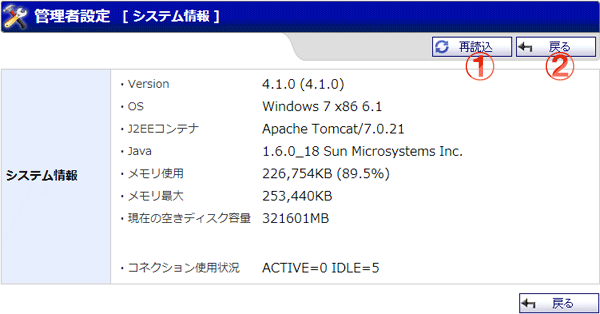 管理者設定 [ システム情報 ]
再読込 戻る
① ②
システム情報
・Version 4.1.0 (4.1.0)
・OS Windows 7 x86 6.1
・J2EEコンテナ Apache Tomcat/7.0.21
・Java 1.6.0_18 Sun Microsystems Inc.
・メモリ使用 226,754KB (89.5%)
・メモリ最大 253,440KB
・現在の空きディスク容量 321601MB
・コネクション使用状況 ACTIVE=0 IDLE=5
戻る